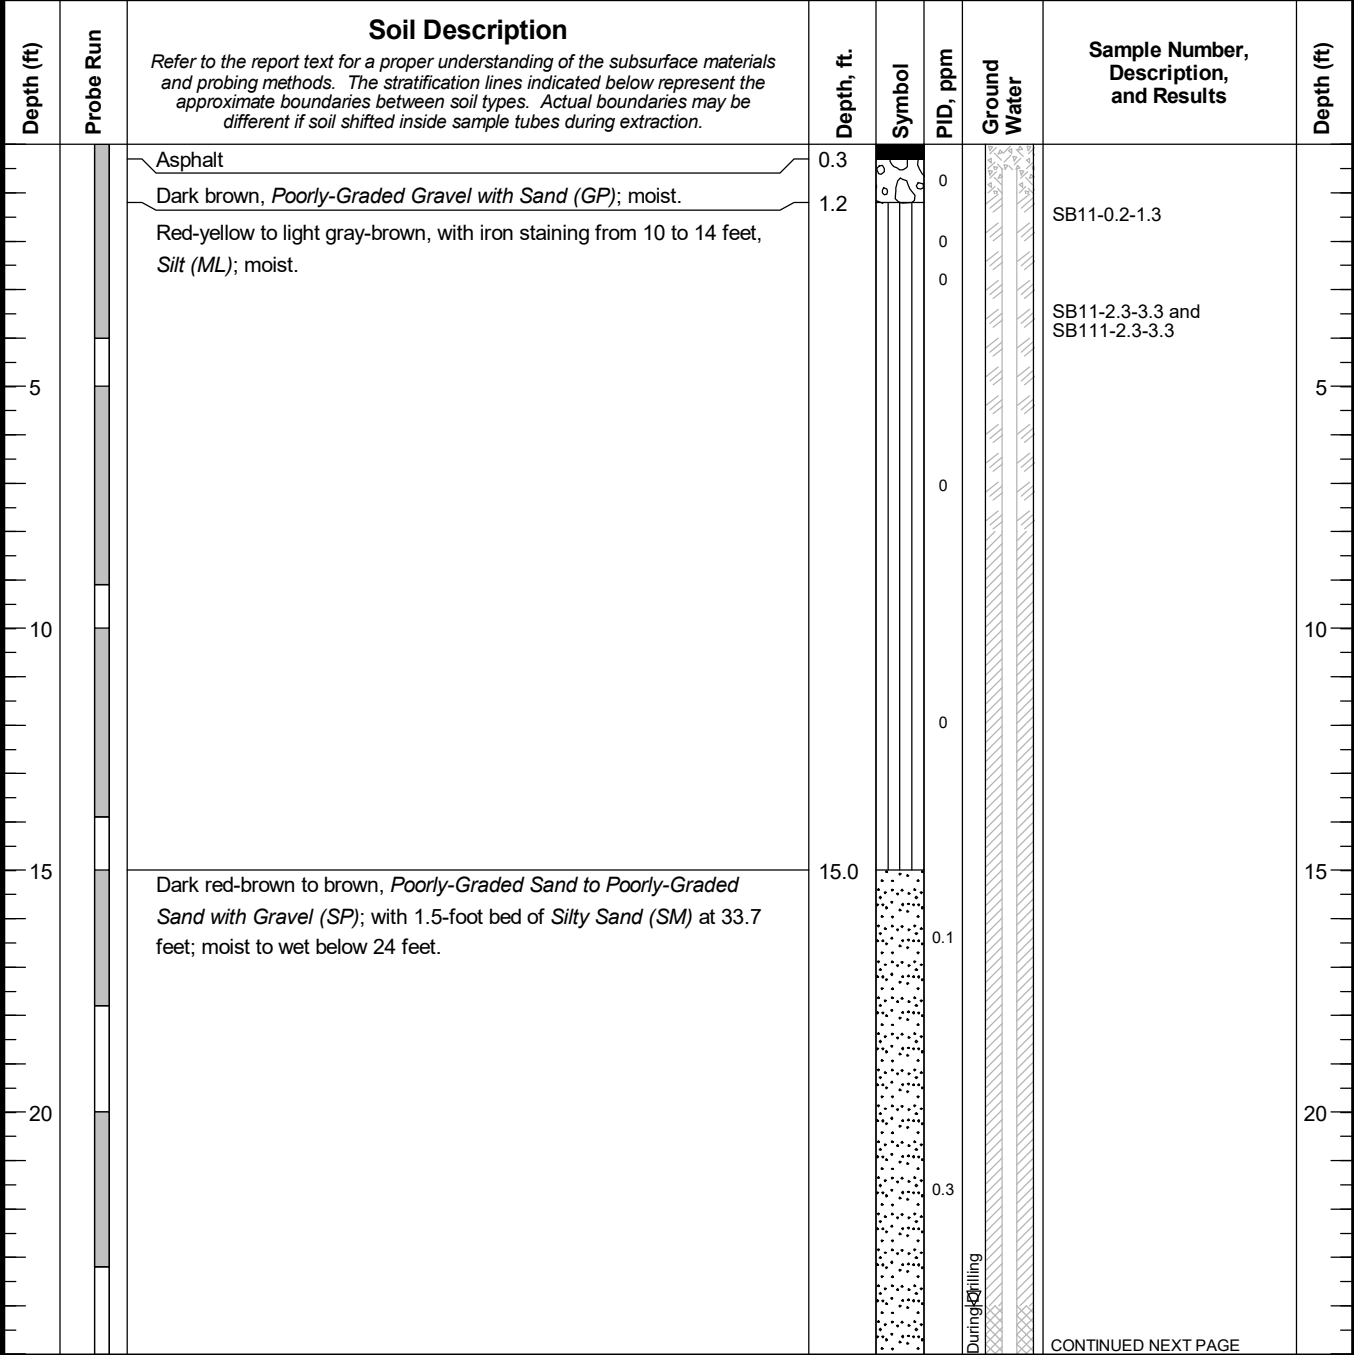 Depth (ft)
Probe Run
Soil Description
Refer to the report text for a proper understanding of the subsurface materials
and probing methods. The stratification lines indicated below represent the
approximate boundaries between soil types. Actual boundaries may be
different if soil shifted inside sample tubes during extraction.
Depth, ft.
Symbol
PID, ppm
Ground
Water
Sample Number,
Description,
and Results
Depth (ft)
Asphalt
0.3
0
Dark brown, Poorly-Graded Gravel with Sand (GP); moist.
1.2
SB11-0.2-1.3
Red-yellow to light gray-brown, with iron staining from 10 to 14 feet,
0
Silt (ML); moist.
0
SB11-2.3-3.3 and
SB111-2.3-3.3
5
5
0
10
10
0
15
15.0
15
Dark red-brown to brown, Poorly-Graded Sand to Poorly-Graded
Sand with Gravel (SP); with 1.5-foot bed of Silty Sand (SM) at 33.7
0.1
feet; moist to wet below 24 feet.
20
20
0.3
During Drilling
CONTINUED NEXT PAGE